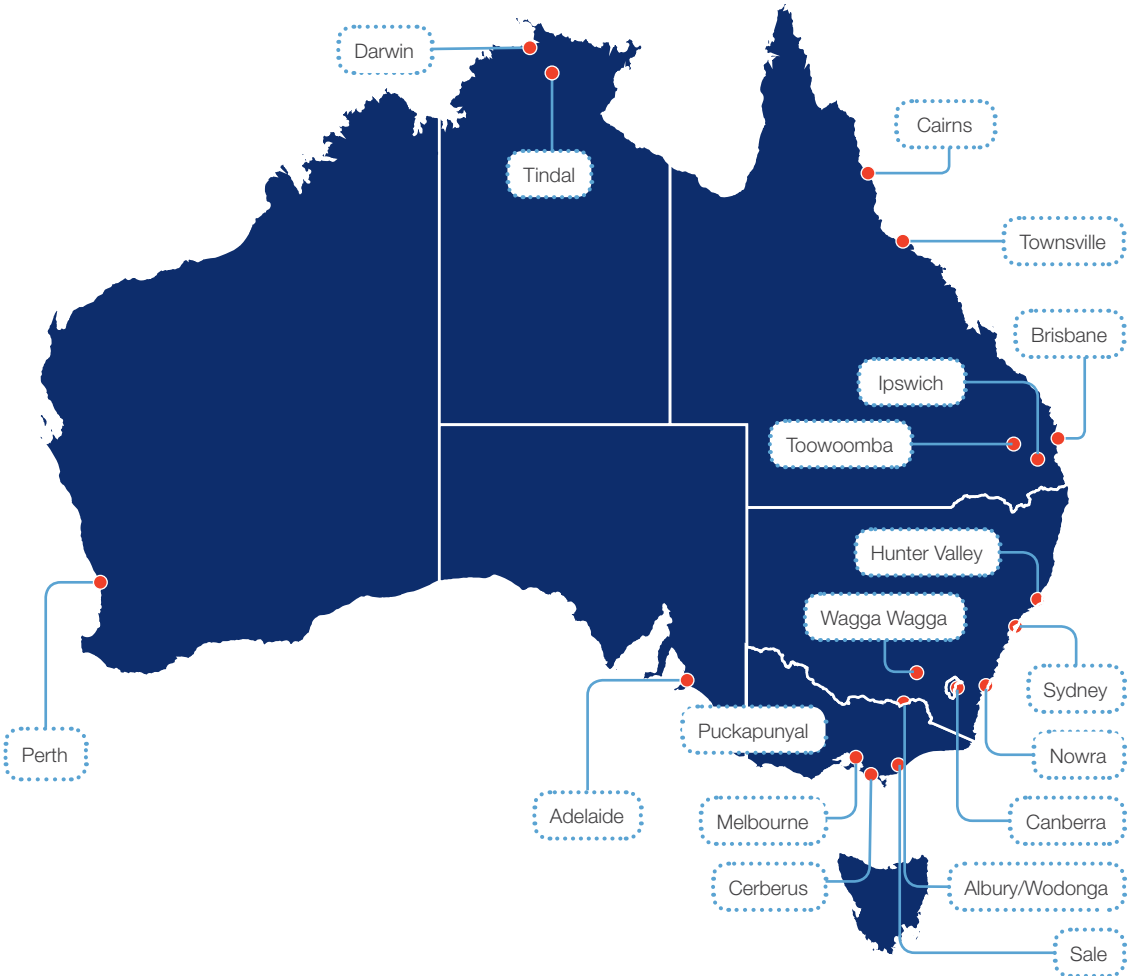 Darwin
Cairns
Tindal
Townsville
Brisbane
Ipswich
Toowoomba
Hunter Valley
Wagga Wagga
Sydney
Puckapunyal
Perth
Nowra
Adelaide
Melbourne
Canberra
Cerberus
Albury/Wodonga
Sale